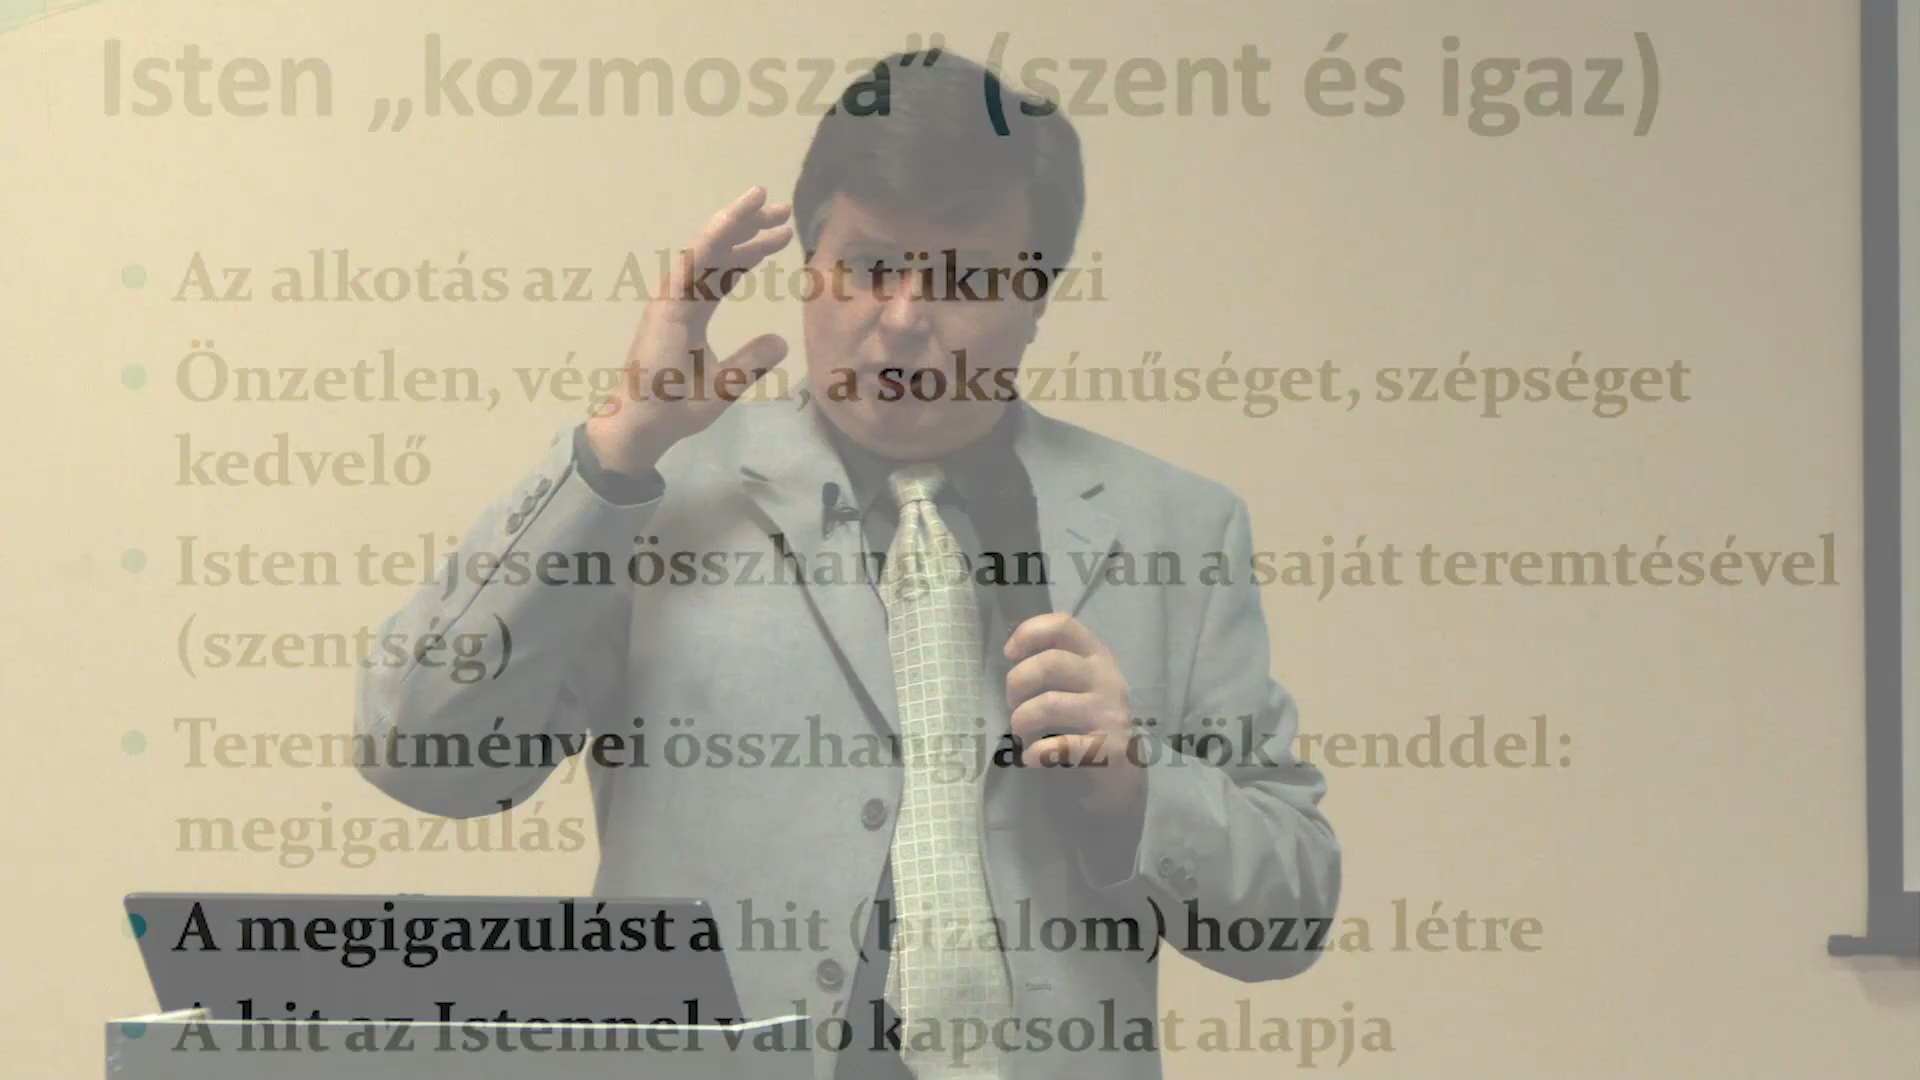 Isten „kozmosza” (szent és igaz)
• Az alkotás az Alkotót tükrözi
• Önzetlen, végtelen, a sokszínűséget, szépséget
kedvelő
• Isten teljesen összhangban van a saját teremtésével
(szentség)
• Teremtményei összhangja az örök renddel:
megigazulás
• A megigazulást a hit (bizalom) hozza létre
• A hit az Istennel való kapcsolat alapja